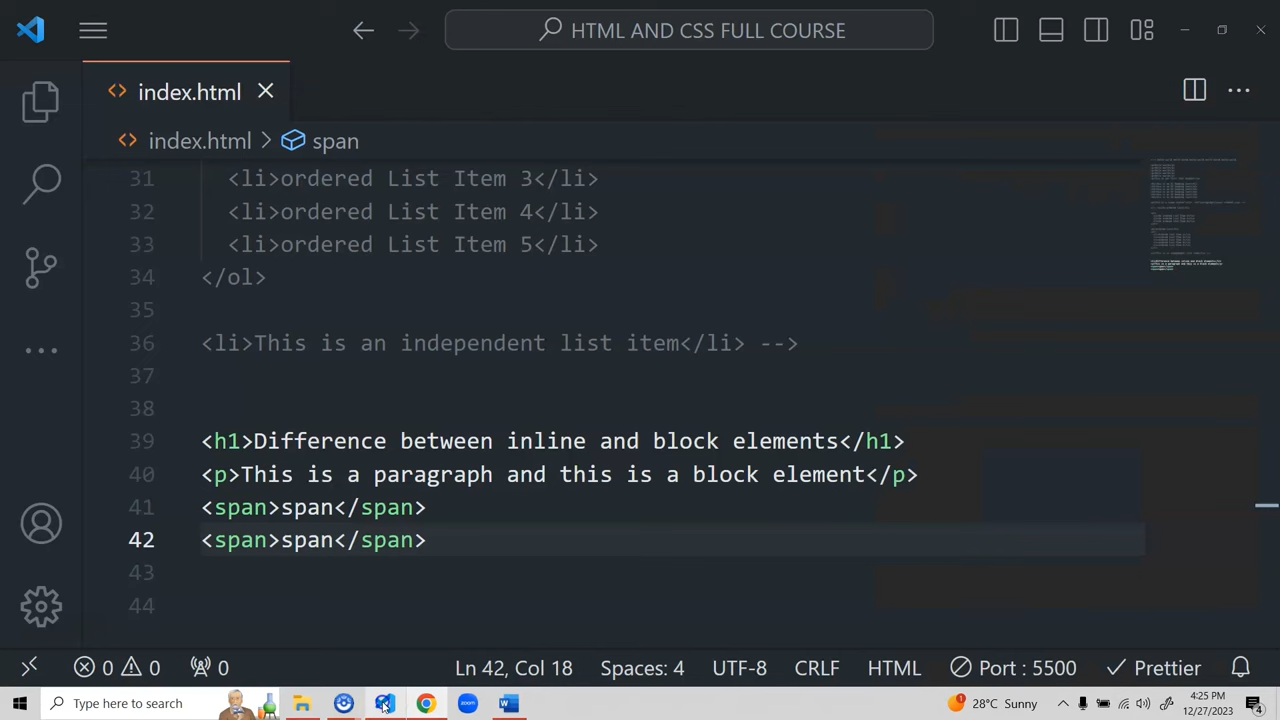 HTML AND CSS FULL COURSE
index.html
index.html > span
31 <li>ordered List Item 3</li>
32 <li>ordered List Item 4</li>
33 <li>ordered List Item 5</li>
34 </ol>
35
36 <li>This is an independent list item</li> -->
37
38
39 <h1>Difference between inline and block elements</h1>
40 <p>This is a paragraph and this is a block element</p>
41 <span>span</span>
42 <span>span</span>
43
44
0 0 0 Ln 42, Col 18 Spaces: 4 UTF-8 CRLF HTML Port : 5500 Prettier
Type here to search zoom 1 28°C Sunny 4:25 PM
12/27/2023 4